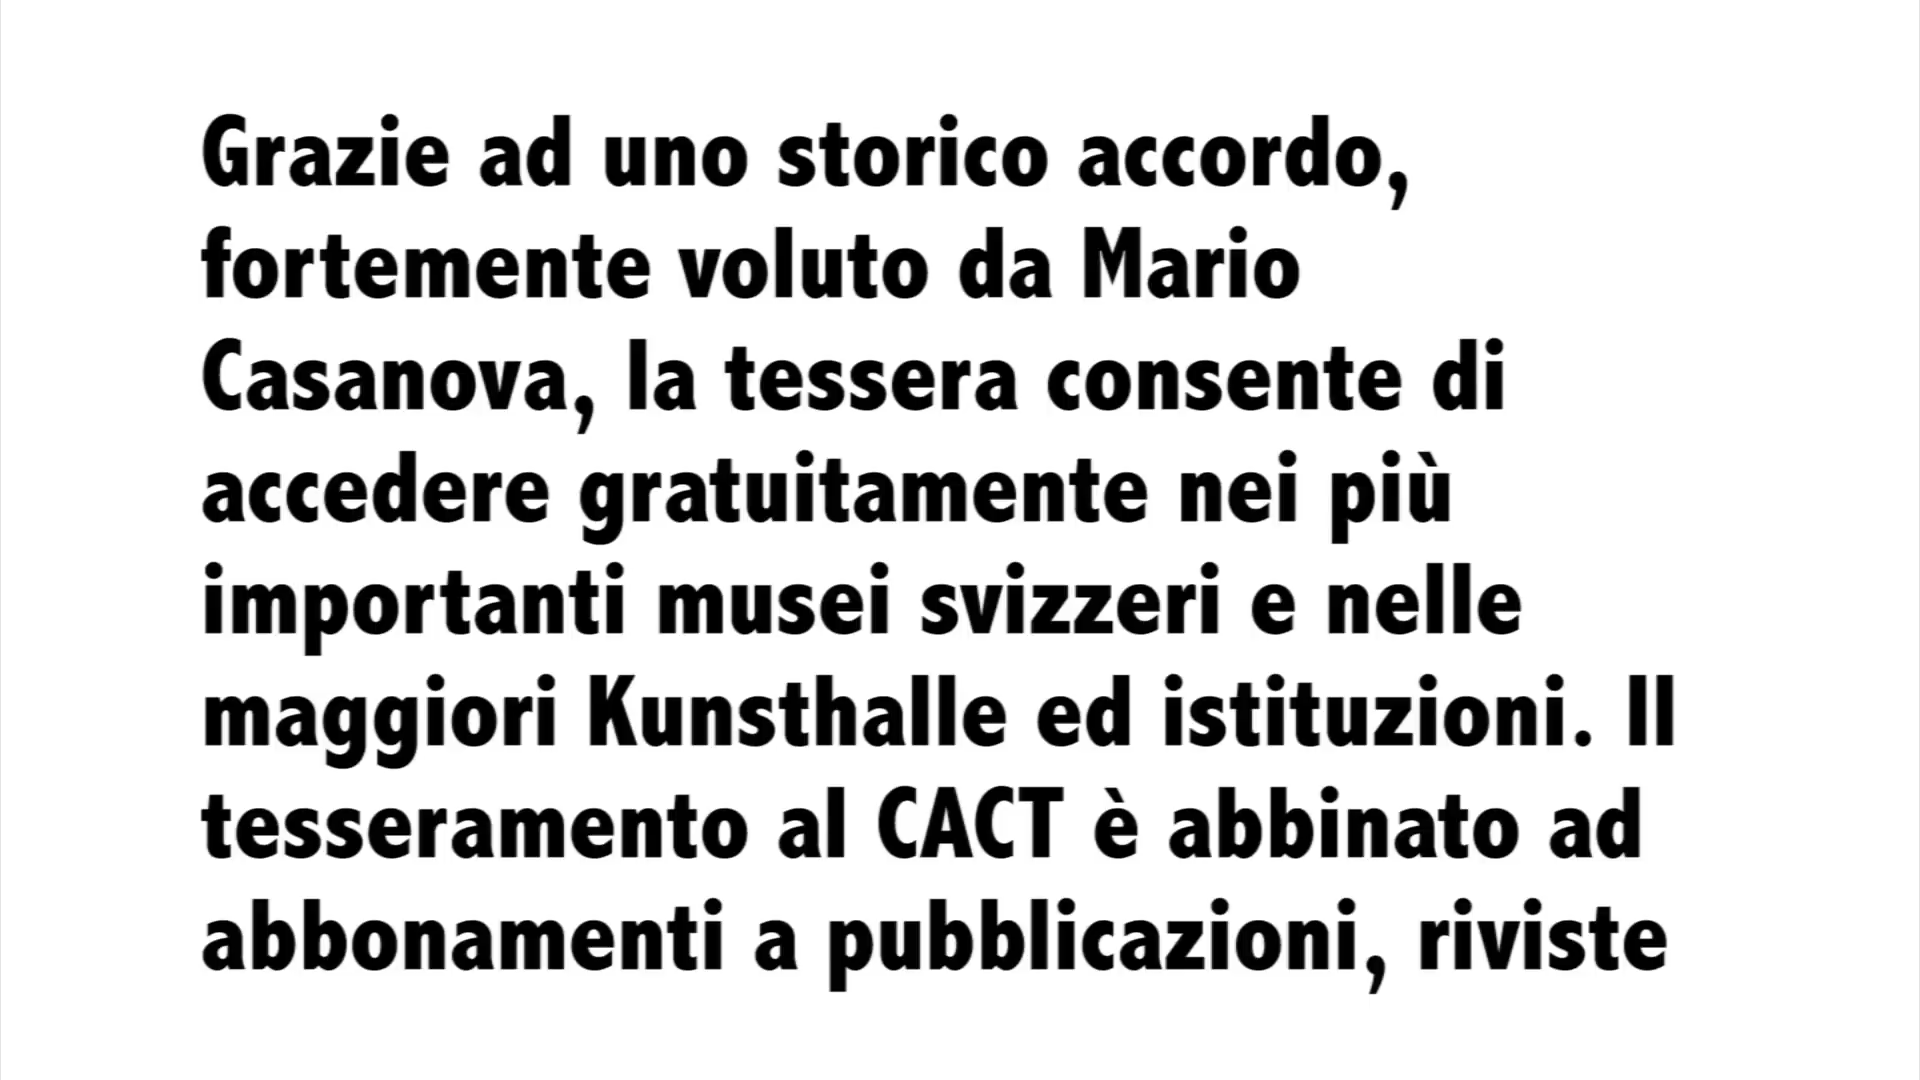 Grazie ad uno storico accordo,
fortemente voluto da Mario
Casanova, la tessera consente di
accedere gratuitamente nei più
importanti musei svizzeri e nelle
maggiori Kunsthalle ed istituzioni. Il
tesseramento al CACT è abbinato ad
abbonamenti a pubblicazioni, riviste